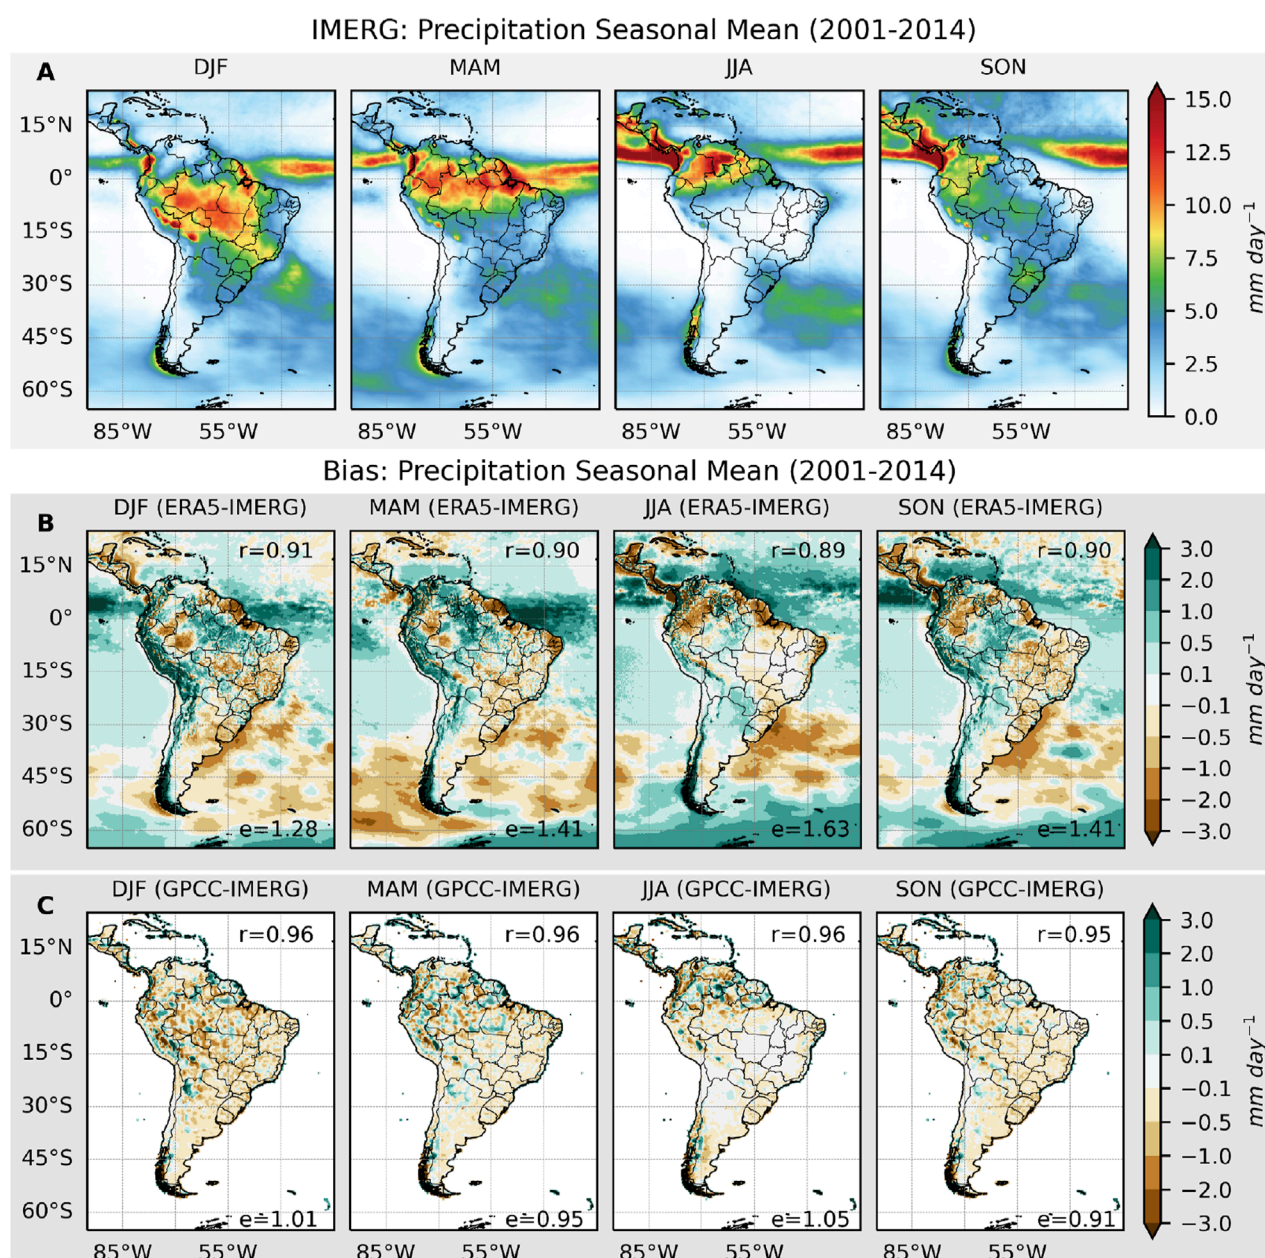 IMERG: Precipitation Seasonal Mean (2001-2014)
A
DJF MAM JJA SON
15°N
0°
15°S
30°S
45°S
60°S
85°W 55°W 85°W 55°W 85°W 55°W 85°W 55°W
15.0
12.5
10.0
7.5
5.0
2.5
0.0
mm day⁻¹
Bias: Precipitation Seasonal Mean (2001-2014)
B
DJF (ERA5-IMERG) MAM (ERA5-IMERG) JJA (ERA5-IMERG) SON (ERA5-IMERG)
r=0.91 r=0.90 r=0.89 r=0.90
15°N
0°
15°S
30°S
45°S
60°S
e=1.28 e=1.41 e=1.63 e=1.41
3.0
2.0
1.0
0.5
0.1
−0.1
−0.5
−1.0
−2.0
−3.0
mm day⁻¹
C
DJF (GPCC-IMERG) MAM (GPCC-IMERG) JJA (GPCC-IMERG) SON (GPCC-IMERG)
r=0.96 r=0.96 r=0.96 r=0.95
15°N
0°
15°S
30°S
45°S
60°S
e=1.01 e=0.95 e=1.05 e=0.91
85°W 55°W 85°W 55°W 85°W 55°W 85°W 55°W
3.0
2.0
1.0
0.5
0.1
−0.1
−0.5
−1.0
−2.0
−3.0
mm day⁻¹